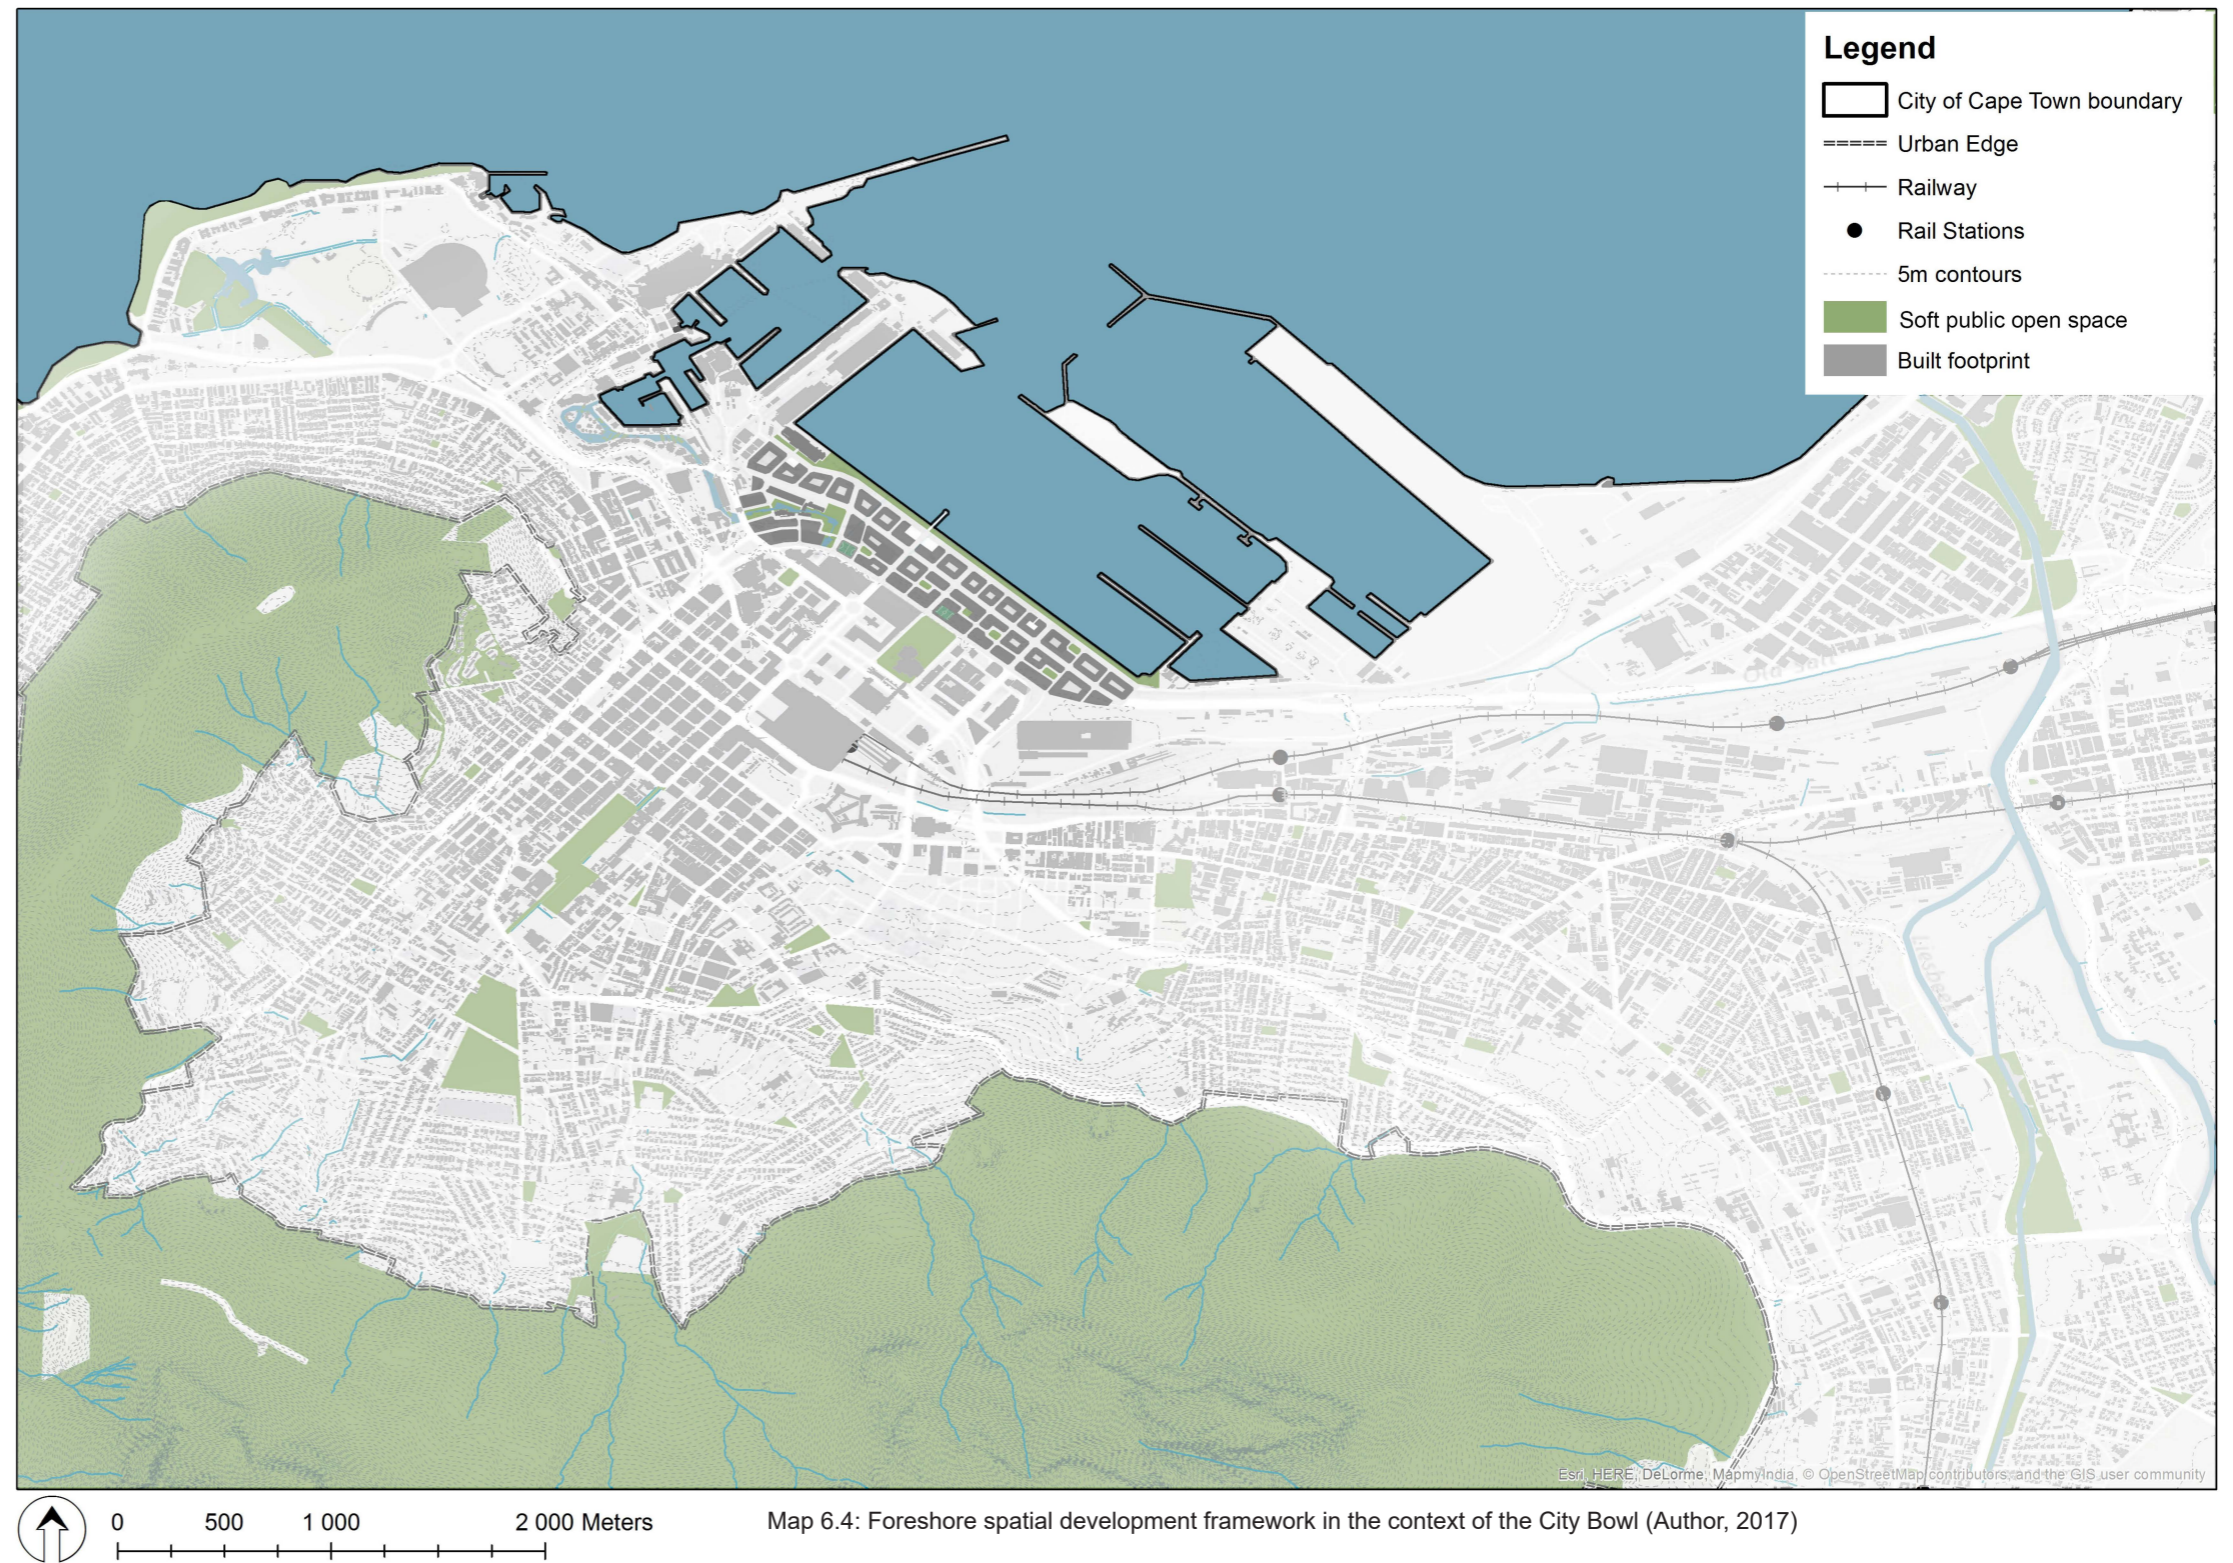 Legend
City of Cape Town boundary
Urban Edge
Railway
Rail Stations
5m contours
Soft public open space
Built footprint
Esri, HERE, DeLorme, MapmyIndia, © OpenStreetMap contributors, and the GIS user community
0 500 1 000 2 000 Meters
Map 6.4: Foreshore spatial development framework in the context of the City Bowl (Author, 2017)